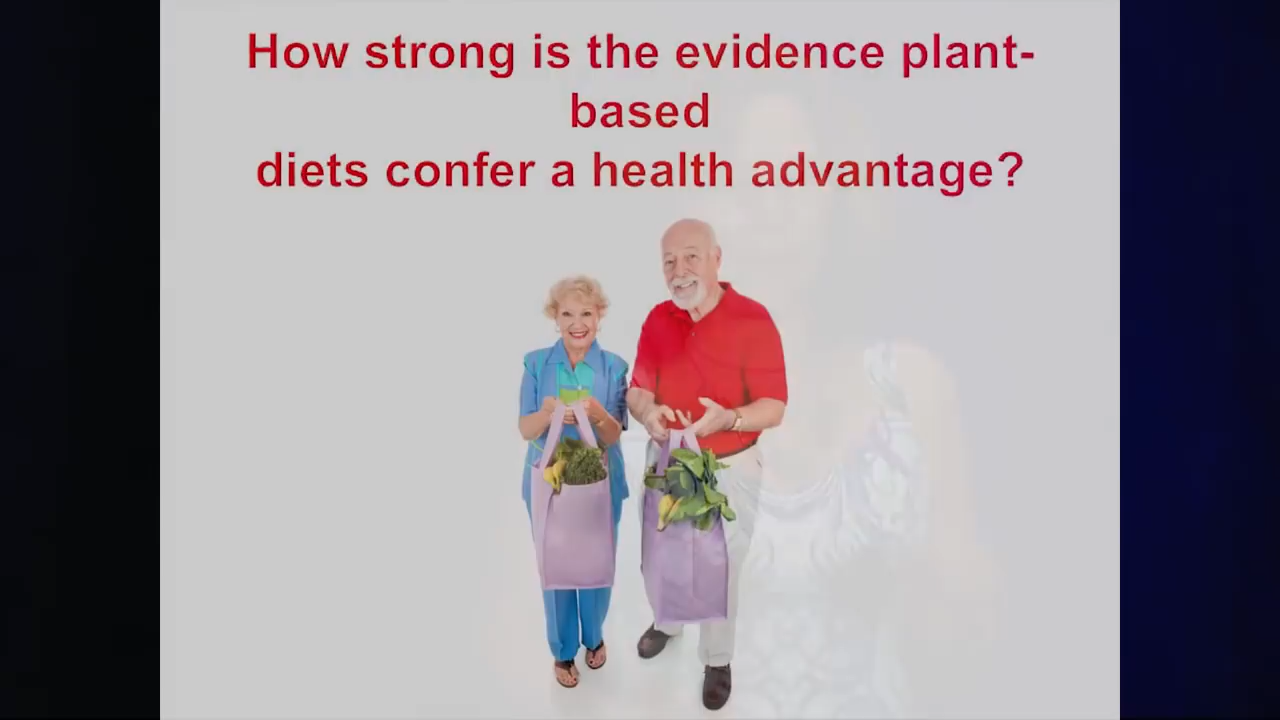 How strong is the evidence plant-
based
diets confer a health advantage?